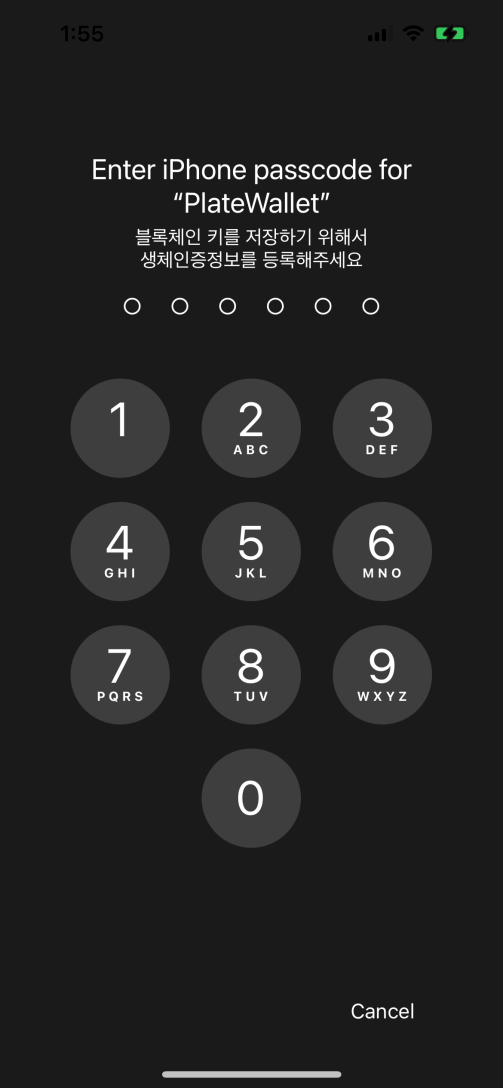 1:55
Enter iPhone passcode for
“PlateWallet”
블록체인 키를 저장하기 위해서
생체인증정보를 등록해주세요
1
2
ABC
3
DEF
4
GHI
5
JKL
6
MNO
7
PQRS
8
TUV
9
WXYZ
0
Cancel